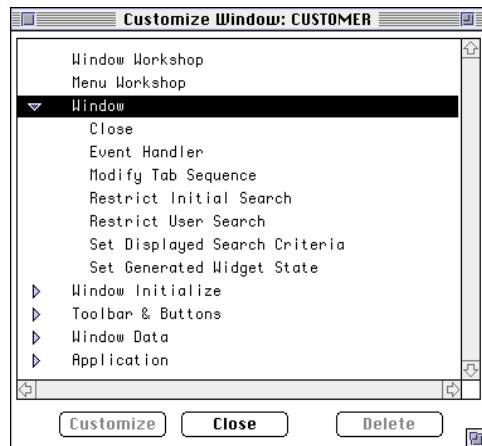 Customize Window: CUSTOMER
Window Workshop
Menu Workshop
Window
Close
Event Handler
Modify Tab Sequence
Restrict Initial Search
Restrict User Search
Set Displayed Search Criteria
Set Generated Widget State
Window Initialize
Toolbar & Buttons
Window Data
Application
Customize Close Delete